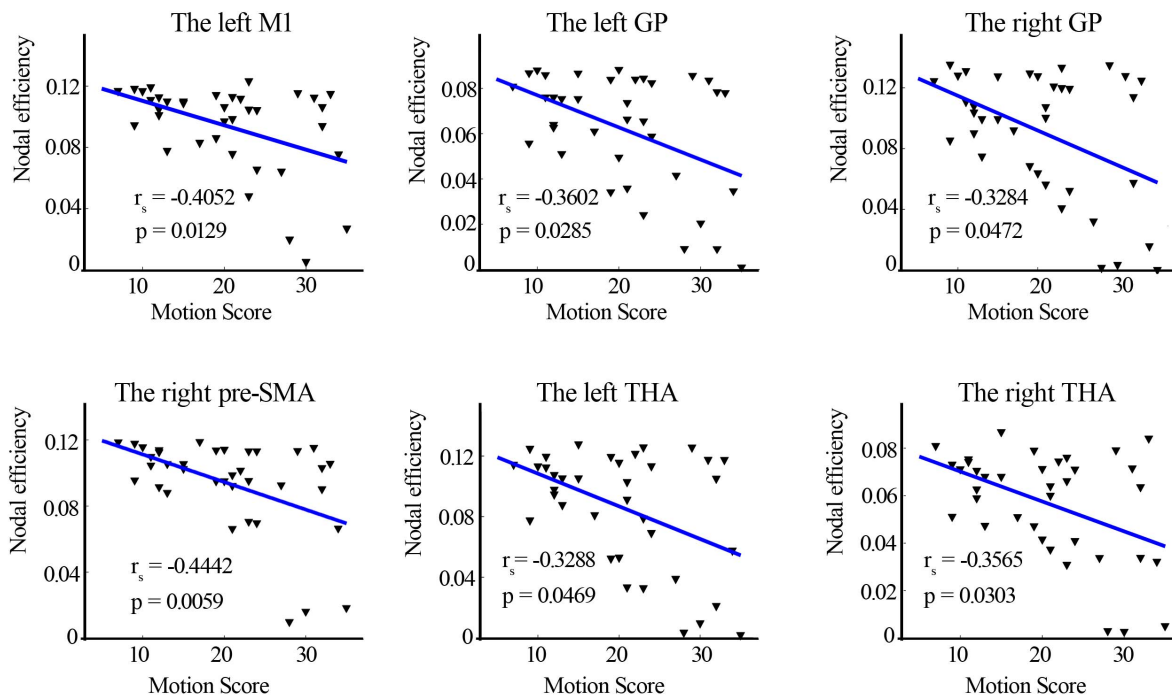 The left M1
Nodal efficiency
0.12
0.08
0.04
0
r_s = -0.4052
p = 0.0129
10 20 30
Motion Score
The left GP
Nodal efficiency
0.08
0.06
0.04
0.02
0
r_s = -0.3602
p = 0.0285
10 20 30
Motion Score
The right GP
Nodal efficiency
0.12
0.08
0.04
0
r_s = -0.3284
p = 0.0472
10 20 30
Motion Score
The right pre-SMA
Nodal efficiency
0.12
0.08
0.04
0
r_s = -0.4442
p = 0.0059
10 20 30
Motion Score
The left THA
Nodal efficiency
0.12
0.08
0.04
0
r_s = -0.3288
p = 0.0469
10 20 30
Motion Score
The right THA
Nodal efficiency
0.08
0.06
0.04
0.02
0
r_s = -0.3565
p = 0.0303
10 20 30
Motion Score